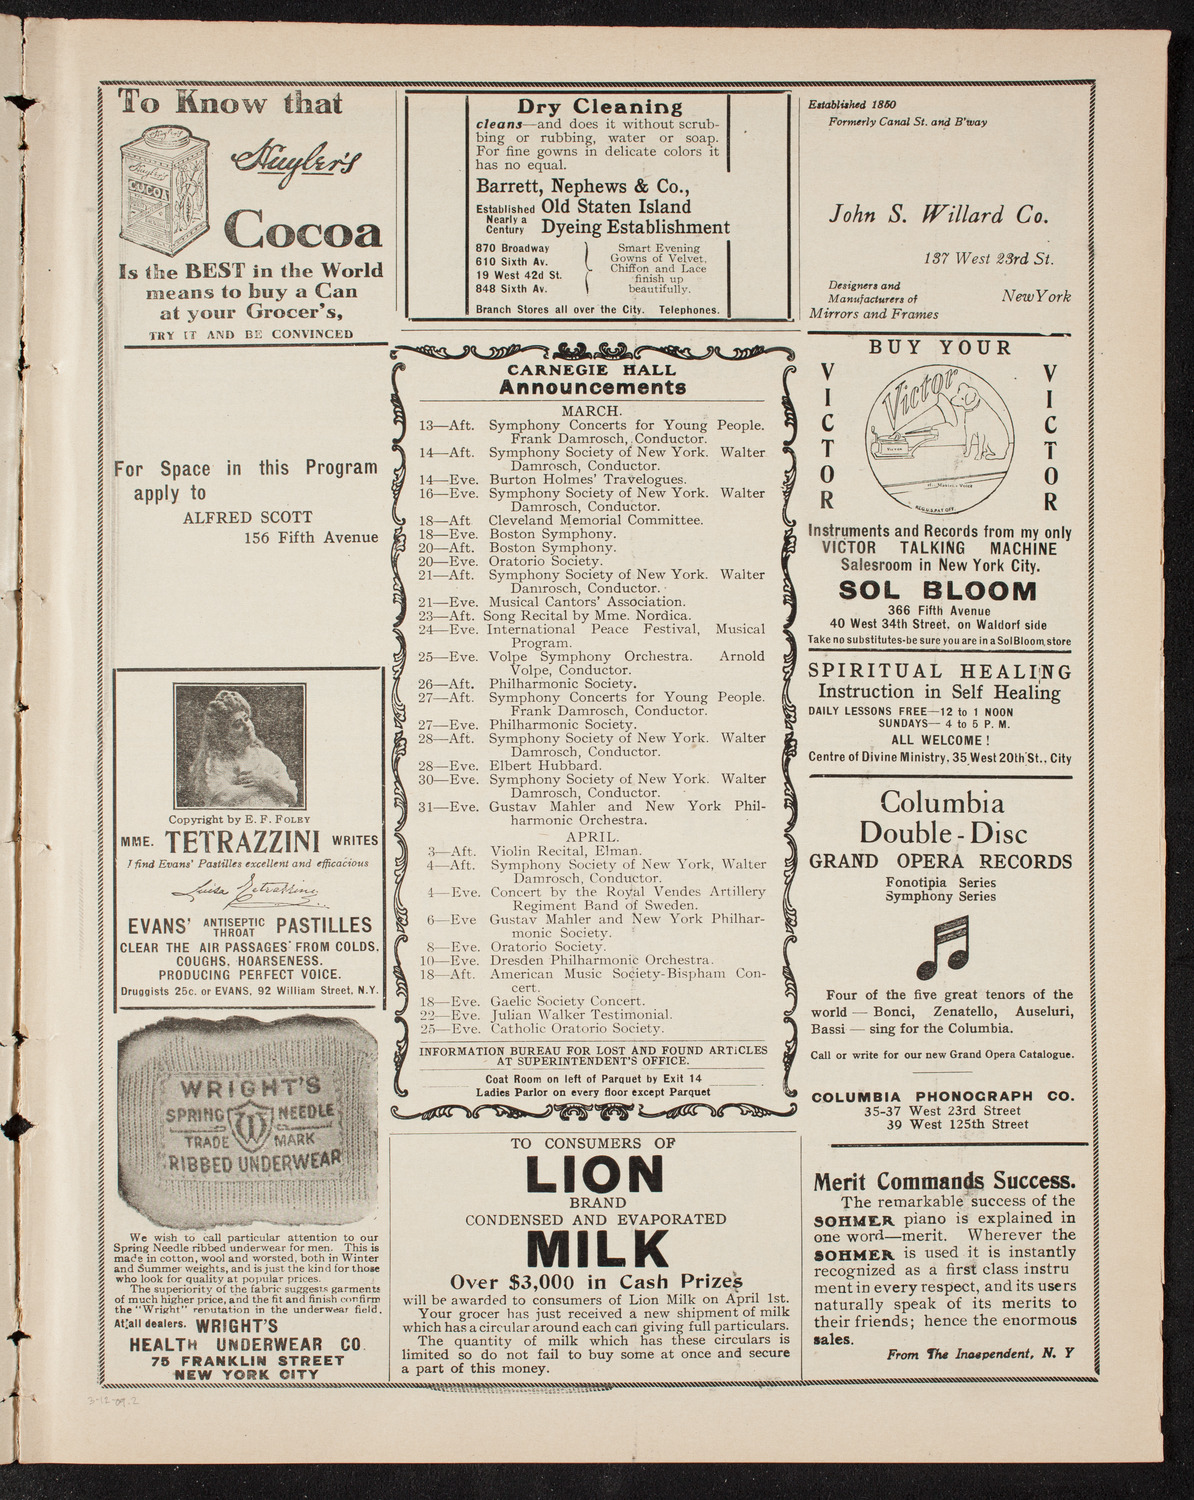 To Know that
Huyler's
COCOA
Huyler's
Cocoa
Is the BEST in the World
means to buy a Can
at your Grocer's,
TRY IT AND BE CONVINCED
For Space in this Program
apply to
ALFRED SCOTT
156 Fifth Avenue
Copyright by E. F. FOLEY
MME. TETRAZZINI WRITES
I find Evans' Pastilles excellent and efficacious
Luisa Tetrazzini
EVANS' ANTISEPTIC THROAT PASTILLES
CLEAR THE AIR PASSAGES FROM COLDS,
COUGHS, HOARSENESS.
PRODUCING PERFECT VOICE.
Druggists 25c. or EVANS, 92 William Street, N.Y.
WRIGHT'S
SPRING NEEDLE
TRADE W MARK
RIBBED UNDERWEAR
We wish to call particular attention to our
Spring Needle ribbed underwear for men. This is
made in cotton, wool and worsted, both in Winter
and Summer weights, and is just the kind for those
who look for quality at popular prices.
The superiority of the fabric suggests garments
of much higher price, and the fit and finish confirm
the "Wright" reputation in the underwear field.
At all dealers. WRIGHT'S
HEALTH UNDERWEAR CO.
75 FRANKLIN STREET
NEW YORK CITY
3-12-09.2
Dry Cleaning
cleans—and does it without scrub-
bing or rubbing, water or soap.
For fine gowns in delicate colors it
has no equal.
Barrett, Nephews & Co.,
Established Nearly a Century Old Staten Island
Dyeing Establishment
870 Broadway
610 Sixth Av.
19 West 42d St.
848 Sixth Av.
Smart Evening
Gowns of Velvet,
Chiffon and Lace
finish up
beautifully.
Branch Stores all over the City. Telephones.
CARNEGIE HALL
Announcements
MARCH.
13—Aft. Symphony Concerts for Young People.
Frank Damrosch, Conductor.
14—Aft. Symphony Society of New York. Walter
Damrosch, Conductor.
14—Eve. Burton Holmes' Travelogues.
16—Eve. Symphony Society of New York. Walter
Damrosch, Conductor.
18—Aft Cleveland Memorial Committee.
18—Eve. Boston Symphony.
20—Aft. Boston Symphony.
20—Eve. Oratorio Society.
21—Aft. Symphony Society of New York. Walter
Damrosch, Conductor.
21—Eve. Musical Cantors' Association.
23—Aft. Song Recital by Mme. Nordica.
24—Eve. International Peace Festival, Musical
Program.
25—Eve. Volpe Symphony Orchestra. Arnold
Volpe, Conductor.
26—Aft. Philharmonic Society.
27—Aft. Symphony Concerts for Young People.
Frank Damrosch, Conductor.
27—Eve. Philharmonic Society.
28—Aft. Symphony Society of New York. Walter
Damrosch, Conductor.
28—Eve. Elbert Hubbard.
30—Eve. Symphony Society of New York. Walter
Damrosch, Conductor.
31—Eve. Gustav Mahler and New York Phil-
harmonic Orchestra.
APRIL.
3—Aft. Violin Recital, Elman.
4—Aft. Symphony Society of New York, Walter
Damrosch, Conductor.
4—Eve. Concert by the Royal Vendes Artillery
Regiment Band of Sweden.
6—Eve Gustav Mahler and New York Philhar-
monic Society.
8—Eve. Oratorio Society.
10—Eve. Dresden Philharmonic Orchestra.
18—Aft. American Music Society-Bispham Con-
cert.
18—Eve. Gaelic Society Concert.
22—Eve. Julian Walker Testimonial.
25—Eve. Catholic Oratorio Society.
INFORMATION BUREAU FOR LOST AND FOUND ARTICLES
AT SUPERINTENDENT'S OFFICE.
Coat Room on left of Parquet by Exit 14
Ladies Parlor on every floor except Parquet
TO CONSUMERS OF
LION
BRAND
CONDENSED AND EVAPORATED
MILK
Over $3,000 in Cash Prizes
will be awarded to consumers of Lion Milk on April 1st.
Your grocer has just received a new shipment of milk
which has a circular around each can giving full particulars.
The quantity of milk which has these circulars is
limited so do not fail to buy some at once and secure
a part of this money.
Established 1850
Formerly Canal St. and B'way
John S. Willard Co.
137 West 23rd St.
Designers and
Manufacturers of
Mirrors and Frames
New York
BUY YOUR
VICTOR
Victor
His Master's Voice
REG.U.S.PAT.OFF.
VICTOR
Instruments and Records from my only
VICTOR TALKING MACHINE
Salesroom in New York City.
SOL BLOOM
366 Fifth Avenue
40 West 34th Street, on Waldorf side
Take no substitutes-be sure you are in a Sol Bloom store
SPIRITUAL HEALING
Instruction in Self Healing
DAILY LESSONS FREE—12 to 1 NOON
SUNDAYS— 4 to 5 P. M.
ALL WELCOME!
Centre of Divine Ministry, 35 West 20th St., City
Columbia
Double-Disc
GRAND OPERA RECORDS
Fonotipia Series
Symphony Series
Four of the five great tenors of the
world — Bonci, Zenatello, Auseluri,
Bassi — sing for the Columbia.
Call or write for our new Grand Opera Catalogue.
COLUMBIA PHONOGRAPH CO.
35-37 West 23rd Street
39 West 125th Street
Merit Commands Success.
The remarkable success of the
SOHMER piano is explained in
one word—merit. Wherever the
SOHMER is used it is instantly
recognized as a first class instru
ment in every respect, and its users
naturally speak of its merits to
their friends; hence the enormous
sales.
From The Independent, N. Y